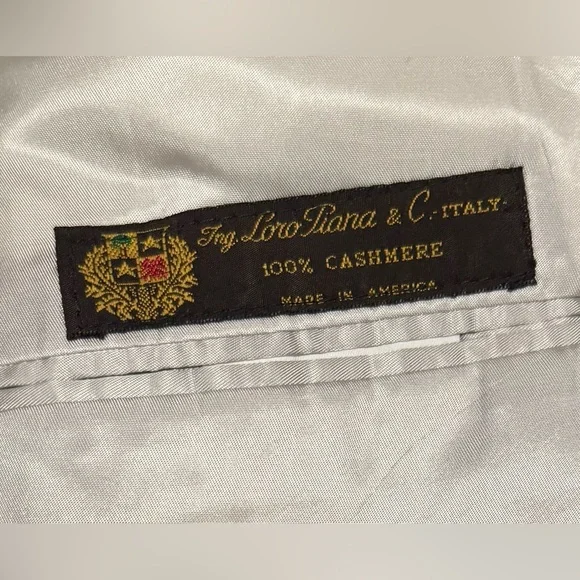 Ing. Loro Piana & C. - ITALY.
100% CASHMERE
MADE IN AMERICA